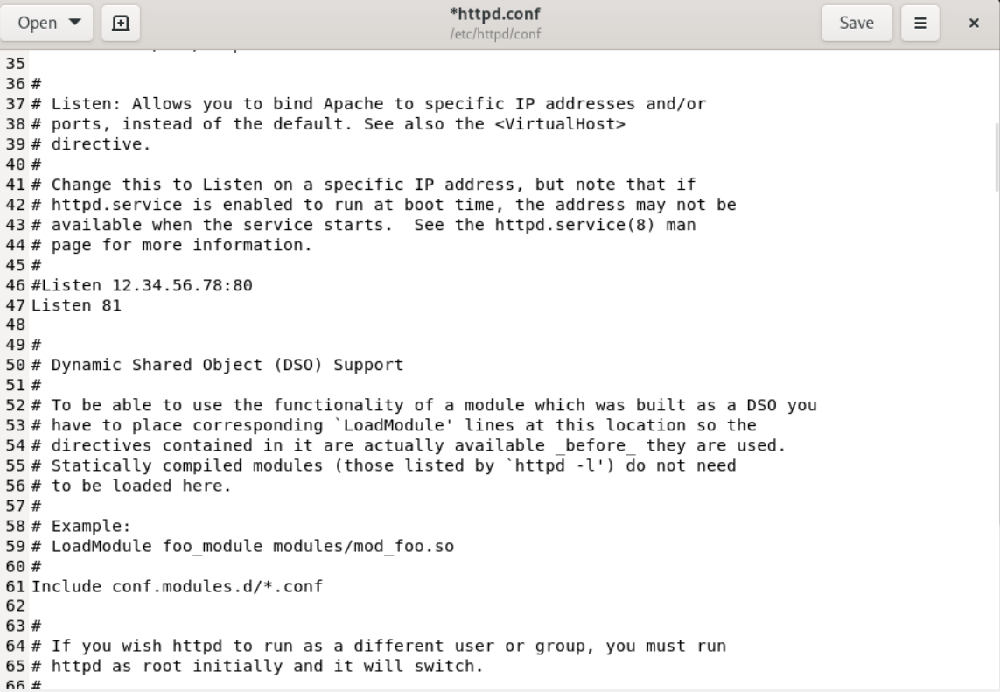 Open
*httpd.conf
/etc/httpd/conf
Save
35
36 #
37 # Listen: Allows you to bind Apache to specific IP addresses and/or
38 # ports, instead of the default. See also the <VirtualHost>
39 # directive.
40 #
41 # Change this to Listen on a specific IP address, but note that if
42 # httpd.service is enabled to run at boot time, the address may not be
43 # available when the service starts.  See the httpd.service(8) man
44 # page for more information.
45 #
46 #Listen 12.34.56.78:80
47 Listen 81
48
49 #
50 # Dynamic Shared Object (DSO) Support
51 #
52 # To be able to use the functionality of a module which was built as a DSO you
53 # have to place corresponding `LoadModule' lines at this location so the
54 # directives contained in it are actually available _before_ they are used.
55 # Statically compiled modules (those listed by `httpd -l') do not need
56 # to be loaded here.
57 #
58 # Example:
59 # LoadModule foo_module modules/mod_foo.so
60 #
61 Include conf.modules.d/*.conf
62
63 #
64 # If you wish httpd to run as a different user or group, you must run
65 # httpd as root initially and it will switch.
66 #